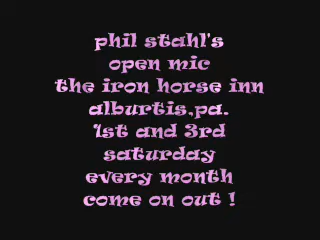 phil stahl's
open mic
the iron horse inn
alburtis,pa.
1st and 3rd
saturday
every month
come on out !